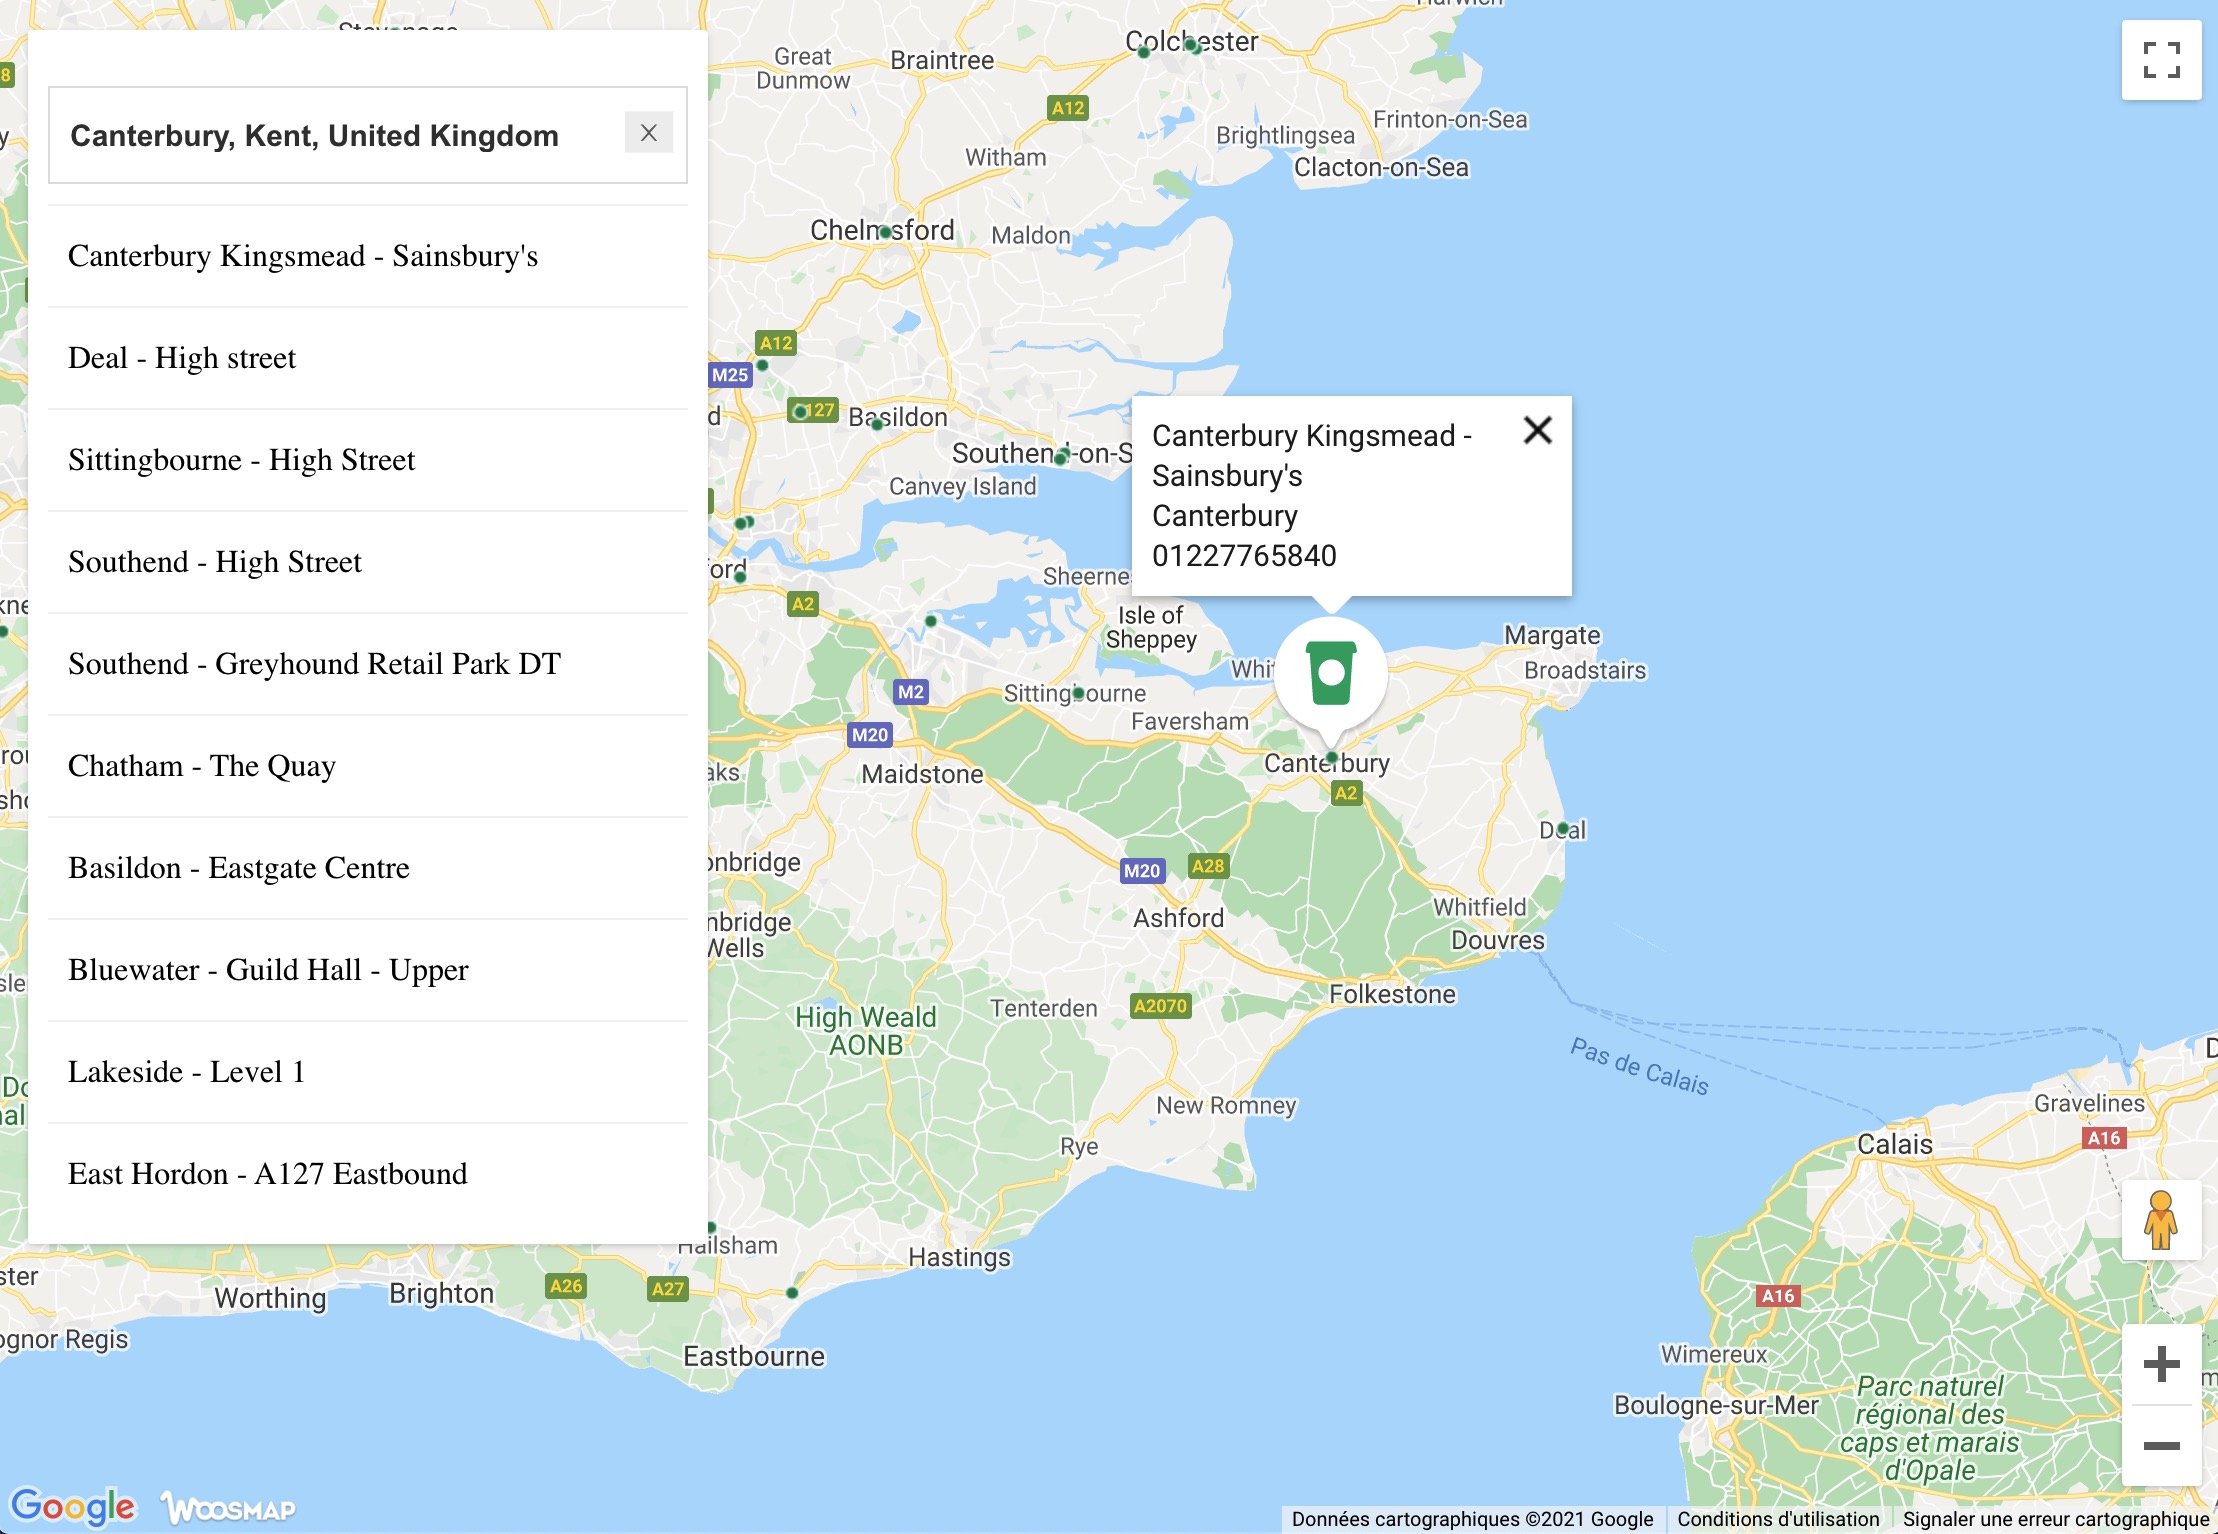 Canterbury, Kent, United Kingdom
X
Canterbury Kingsmead - Sainsbury's
Deal - High street
Sittingbourne - High Street
Southend - High Street
Southend - Greyhound Retail Park DT
Chatham - The Quay
Basildon - Eastgate Centre
Bluewater - Guild Hall - Upper
Lakeside - Level 1
East Hordon - A127 Eastbound
Canterbury Kingsmead -
Sainsbury's
Canterbury
01227765840
Great
Dunmow
Braintree
Colchester
A12
Witham
Brightlingsea
Frinton-on-Sea
Clacton-on-Sea
Chelmsford
Maldon
A12
M25
Basildon
Canvey Island
A2
Isle of
Sheppey
Margate
Broadstairs
M2
Sittingbourne
Faversham
M20
Maidstone
Canterbury
A2
Deal
M20
A28
Ashford
Whitfield
Douvres
Folkestone
Tenterden
A2070
High Weald
AONB
Pas de Calais
New Romney
Rye
Gravelines
A16
Calais
Hailsham
Hastings
A26
A27
A16
Worthing
Brighton
Eastbourne
Wimereux
Boulogne-sur-Mer
Parc naturel
régional des
caps et marais
d'Opale
Google
WOOSMAP
Données cartographiques ©2021 Google
Conditions d'utilisation
Signaler une erreur cartographique